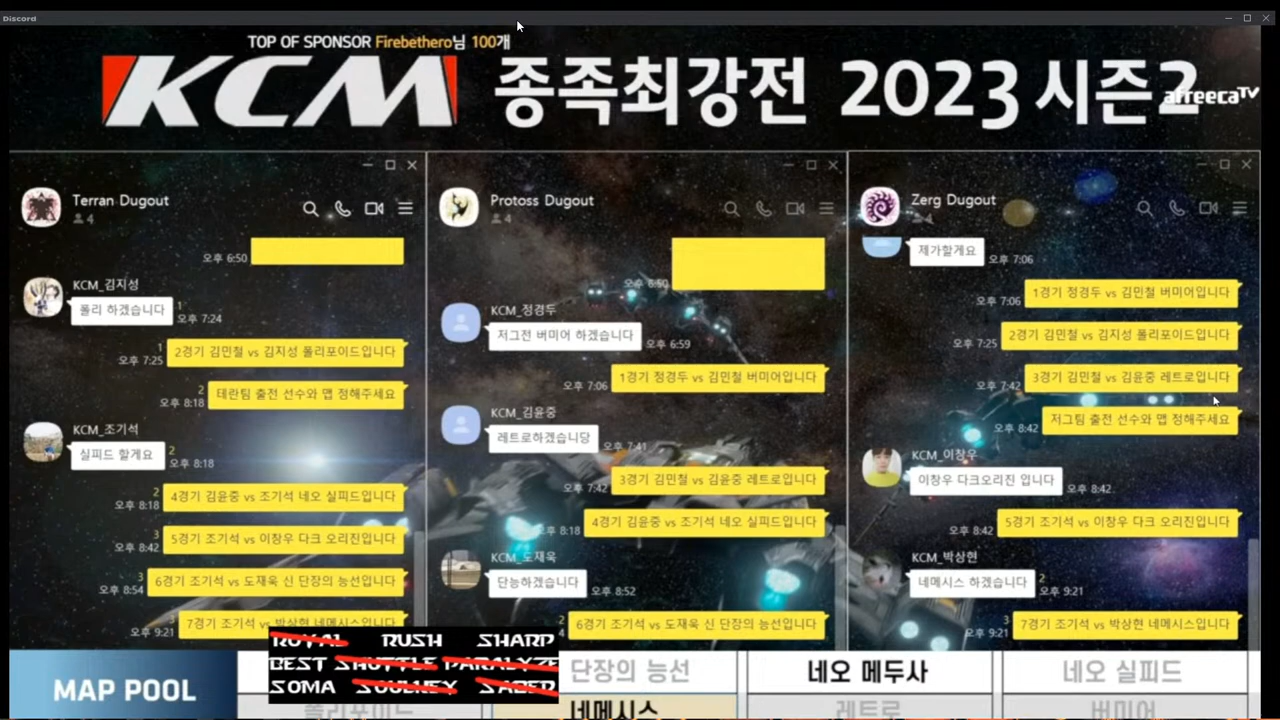 Discord
TOP OF SPONSOR Firebethero님 100개
KCM 종족최강전 2023 시즌2
afreecaTV
Terran Dugout
4
오후 6:50
KCM_김지성
폴리 하겠습니다
1
오후 7:24
1
오후 7:25
2경기 김민철 vs 김지성 폴리포이드입니다
2
오후 8:18
테란팀 출전 선수와 맵 정해주세요
KCM_조기석
실피드 할게요
2
오후 8:18
2
오후 8:18
4경기 김윤중 vs 조기석 네오 실피드입니다
3
오후 8:42
5경기 조기석 vs 이창우 다크 오리진입니다
3
오후 8:54
6경기 조기석 vs 도재욱 신 단장의 능선입니다
3
오후 9:21
7경기 조기석 vs 박상현 네메시스입니다
Protoss Dugout
4
오후 6:50
KCM_정경두
저그전 버미어 하겠습니다
오후 6:59
오후 7:06
1경기 정경두 vs 김민철 버미어입니다
KCM_김윤중
레트로하겠습니당
오후 7:41
오후 7:42
3경기 김민철 vs 김윤중 레트로입니다
오후 8:18
4경기 김윤중 vs 조기석 네오 실피드입니다
KCM_도재욱
단능하겠습니다
오후 8:52
2
오후 8:54
6경기 조기석 vs 도재욱 신 단장의 능선입니다
Zerg Dugout
4
제가할게요
오후 7:06
오후 7:06
1경기 정경두 vs 김민철 버미어입니다
오후 7:25
2경기 김민철 vs 김지성 폴리포이드입니다
오후 7:42
3경기 김민철 vs 김윤중 레트로입니다
오후 8:42
저그팀 출전 선수와 맵 정해주세요
KCM_이창우
이창우 다크오리진 입니다
오후 8:42
오후 8:42
5경기 조기석 vs 이창우 다크 오리진입니다
KCM_박상현
네메시스 하겠습니다
2
오후 9:21
3
오후 9:21
7경기 조기석 vs 박상현 네메시스입니다
ROYAL RUSH SHARP
BEST SHUTTLE PARALYZE
SOMA SOULKEY SABER
MAP POOL
단장의 능선
네오 메두사
네오 실피드
폴리포이드
네메시스
레트로
버미어